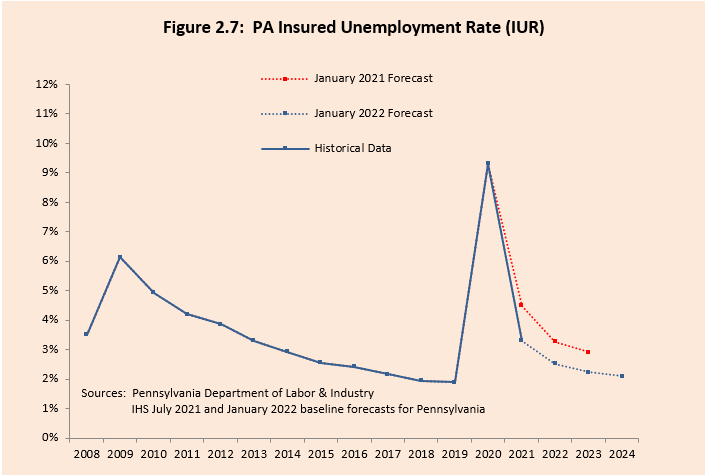 Figure 2.7:  PA Insured Unemployment Rate (IUR)
January 2021 Forecast
January 2022 Forecast
Historical Data
12%
11%
10%
9%
8%
7%
6%
5%
4%
3%
2%
1%
0%
Sources:  Pennsylvania Department of Labor & Industry
IHS July 2021 and January 2022 baseline forecasts for Pennsylvania
2008 2009 2010 2011 2012 2013 2014 2015 2016 2017 2018 2019 2020 2021 2022 2023 2024